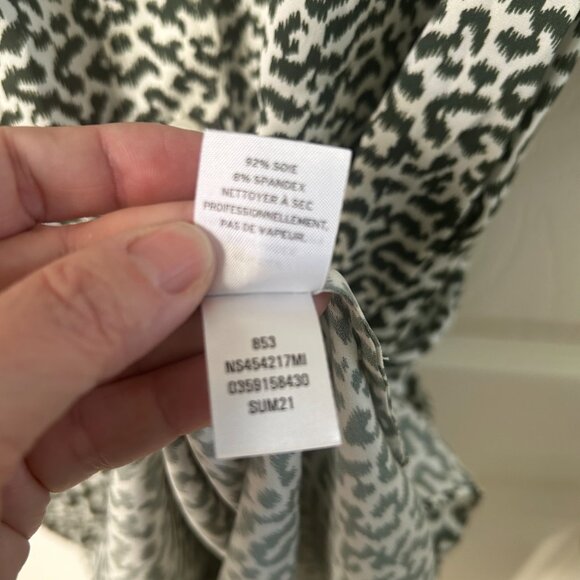 92% SOIE
8% SPANDEX
NETTOYER À SEC
PROFESSIONNELLEMENT,
PAS DE VAPEUR
853
NS454217MI
0359158430
SUM21